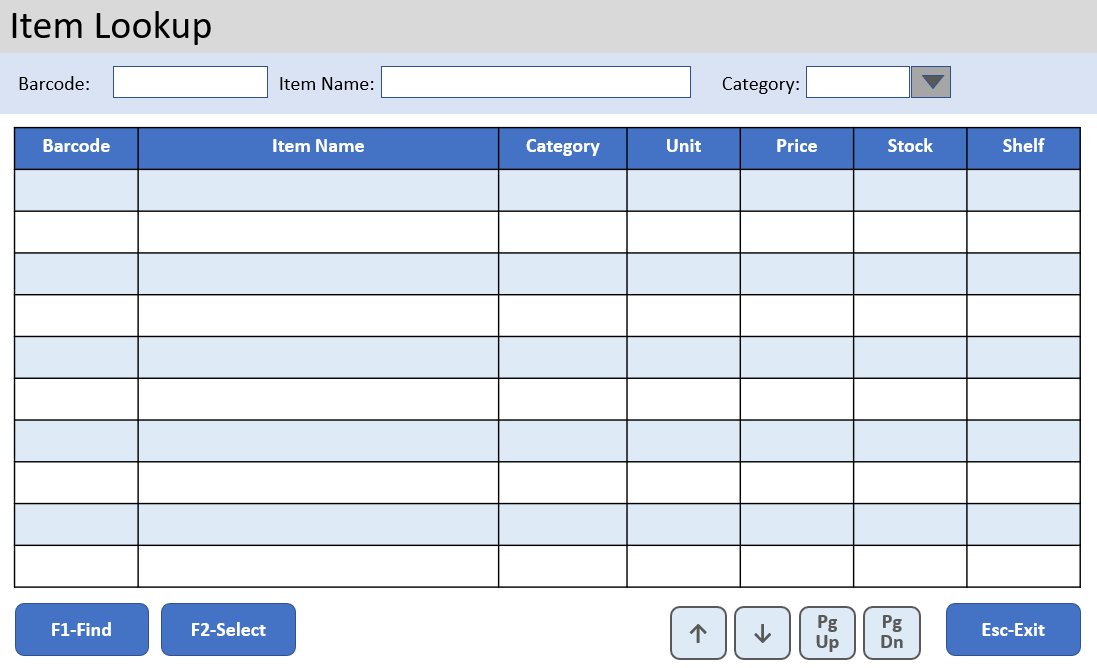 Item Lookup
Barcode: Item Name: Category:
Barcode Item Name Category Unit Price Stock Shelf
F1-Find F2-Select ↑ ↓ Pg Up Pg Dn Esc-Exit